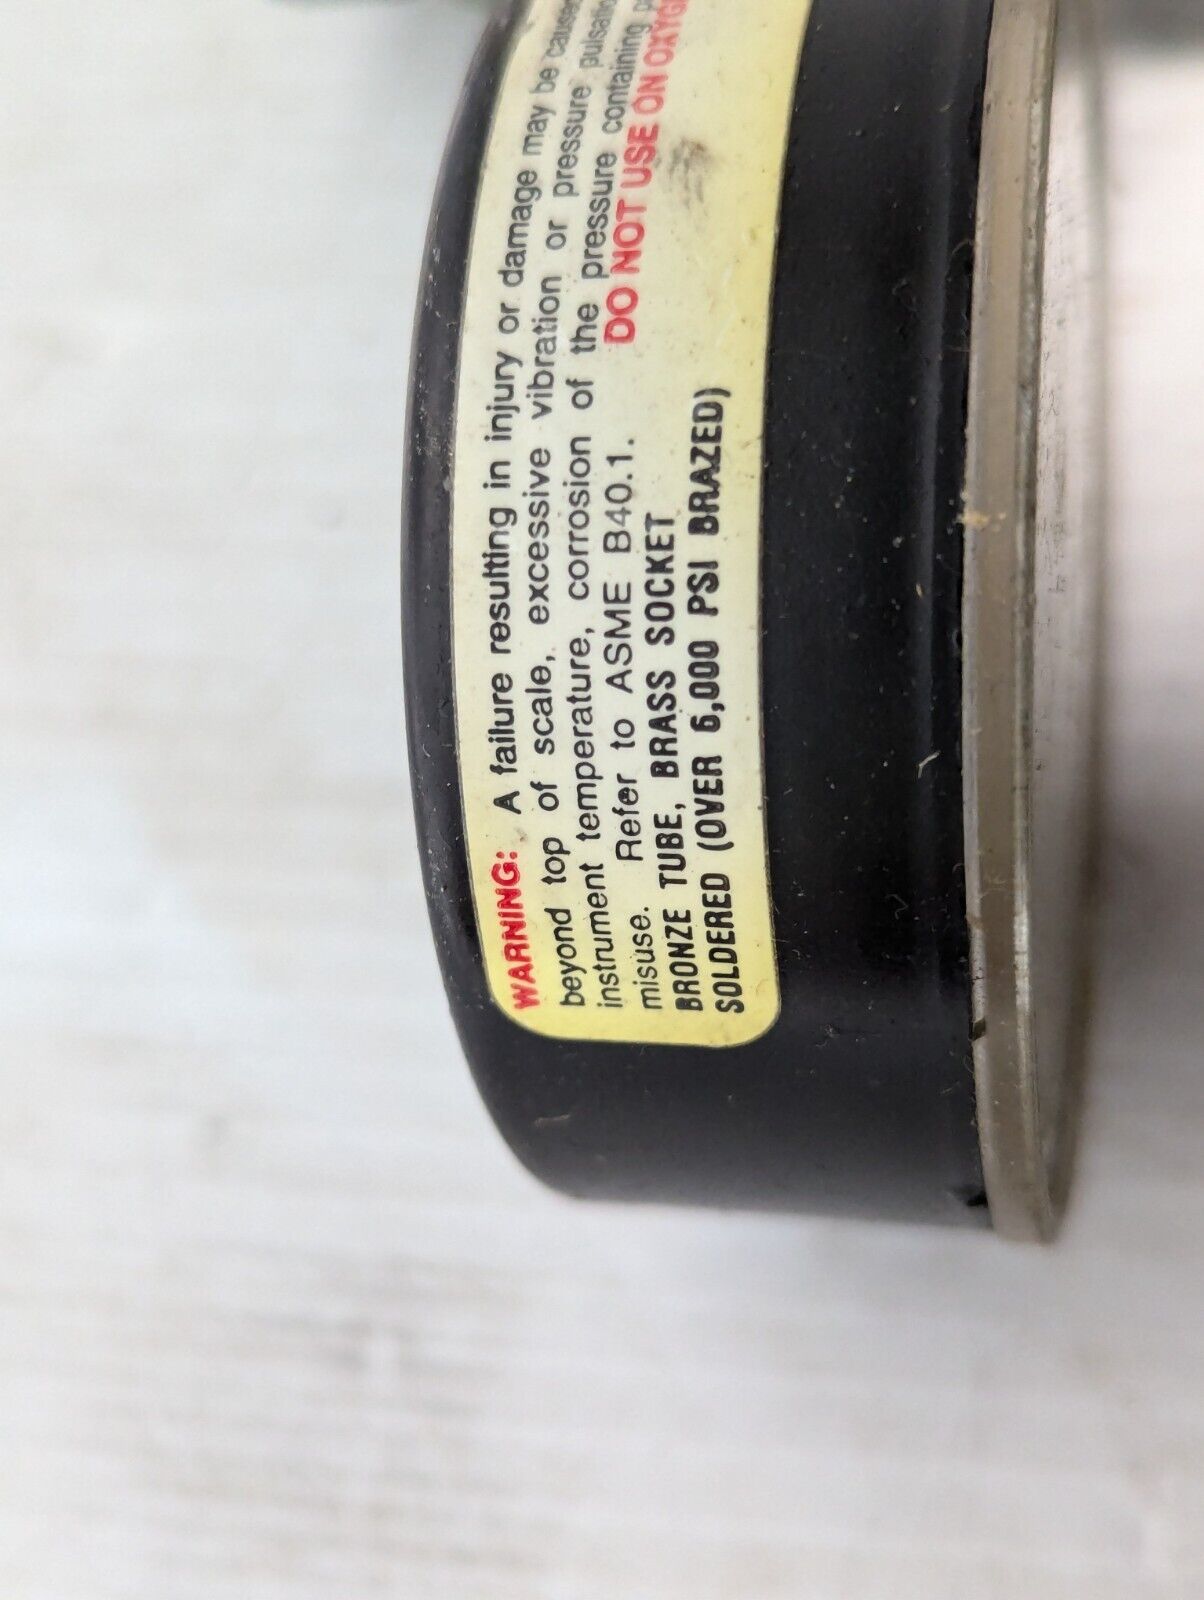 WARNING: A failure resulting in injury or damage may be caused
beyond top of scale, excessive vibration or pressure pulsatio
instrument temperature, corrosion of the pressure containing
misuse. Refer to ASME B40.1. DO NOT USE ON OXYG
BRONZE TUBE, BRASS SOCKET
SOLDERED (OVER 6,000 PSI BRAZED)